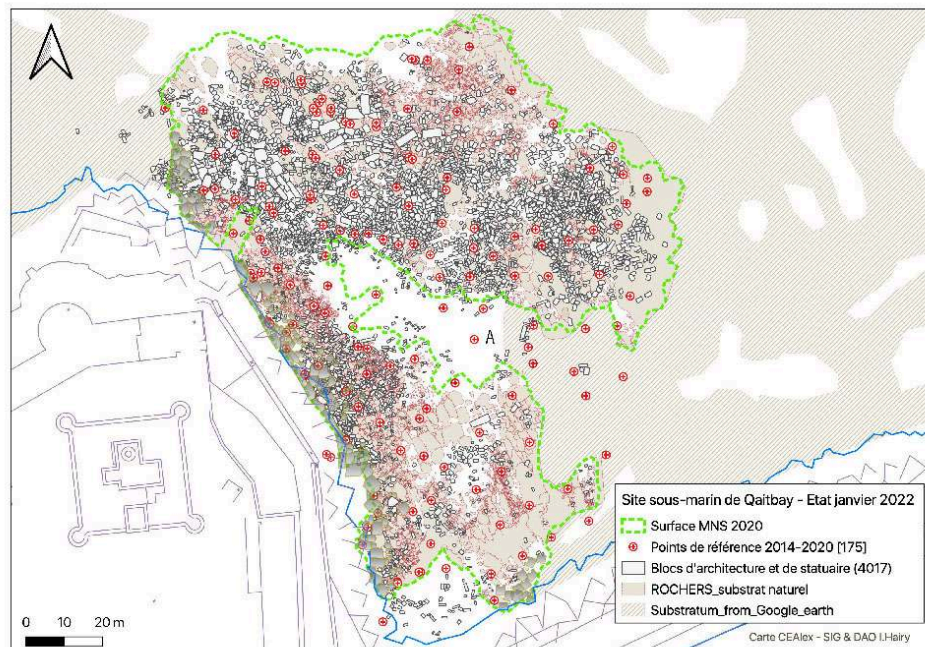 A
Site sous-marin de Qaitbay - Etat janvier 2022
Surface MNS 2020
Points de référence 2014-2020 [175]
Blocs d'architecture et de statuaire (4017)
ROCHERS_substrat naturel
Substratum_from_Google_earth
0 10 20 m
Carte CEAlex - SIG & DAO I.Hairy